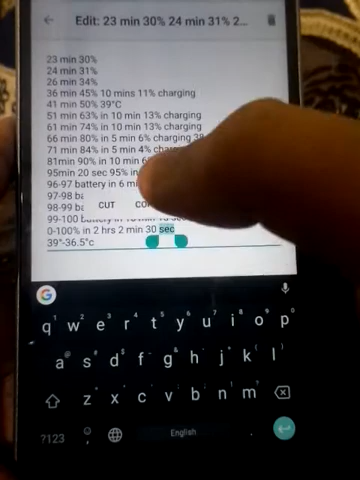 Edit: 23 min 30% 24 min 31% 2...
23 min 30%
24 min 31%
26 min 34%
36 min 45% 10 mins 11% charging
41 min 50% 39°C
51 min 63% in 10 min 13% charging
61 min 74% in 10 min 13% charging
66 min 80% in 5 min 6% charging 38
71 min 84% in 5 min 4%
81min 90% in 10 min
95min 20 sec 95% in
96-97 battery in 6 m
97-98 b
98-99 b
CUT
99-100
0-100% in 2 hrs 2 min 30 sec
39°-36.5°c
G
q w e r t y u i o p
a s d f g h j k l
z x c v b n m
?123 , English .